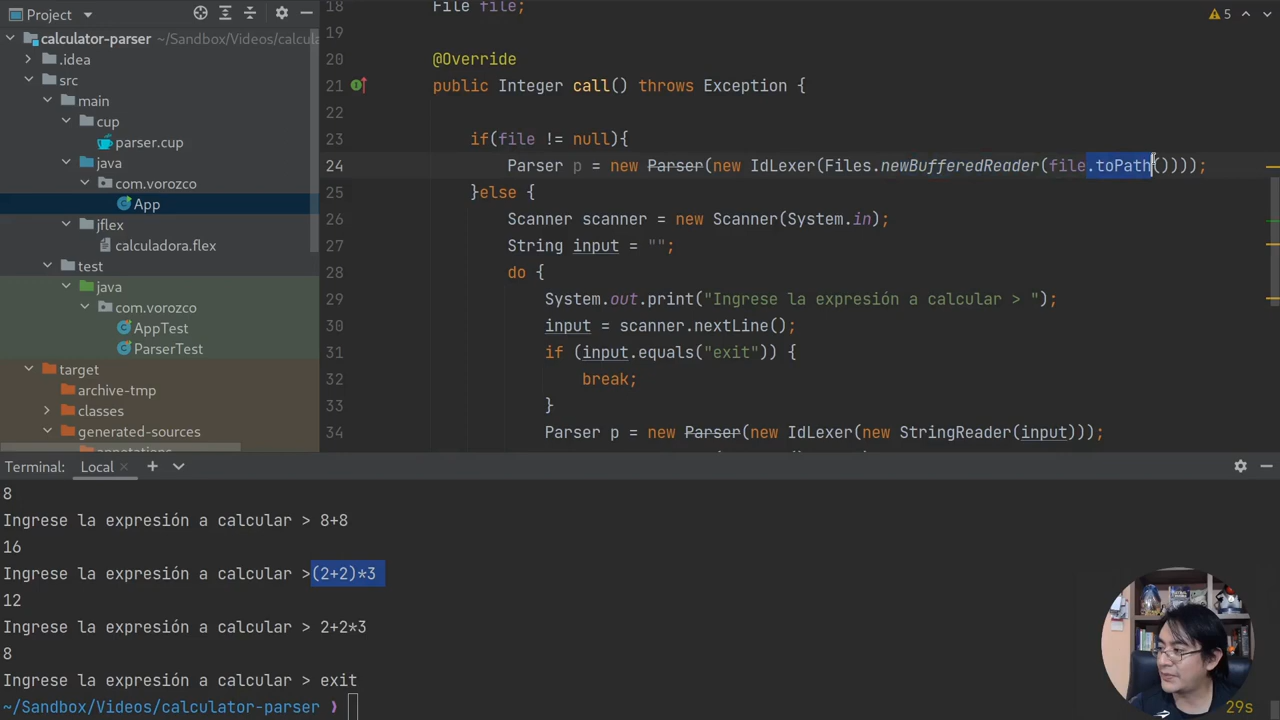 Project
calculator-parser ~/Sandbox/Videos/calcula
.idea
src
main
cup
parser.cup
java
com.vorozco
App
jflex
calculadora.flex
test
java
com.vorozco
AppTest
ParserTest
target
archive-tmp
classes
generated-sources
annotations
5
18 File file;
19
20 @Override
21 public Integer call() throws Exception {
22
23 if(file != null){
24 Parser p = new Parser(new IdLexer(Files.newBufferedReader(file.toPath())));
25 }else {
26 Scanner scanner = new Scanner(System.in);
27 String input = "";
28 do {
29 System.out.print("Ingrese la expresión a calcular > ");
30 input = scanner.nextLine();
31 if (input.equals("exit")) {
32 break;
33 }
34 Parser p = new Parser(new IdLexer(new StringReader(input)));
Terminal: Local
8
Ingrese la expresión a calcular > 8+8
16
Ingrese la expresión a calcular >(2+2)*3
12
Ingrese la expresión a calcular > 2+2*3
8
Ingrese la expresión a calcular > exit
~/Sandbox/Videos/calculator-parser ❯
29s